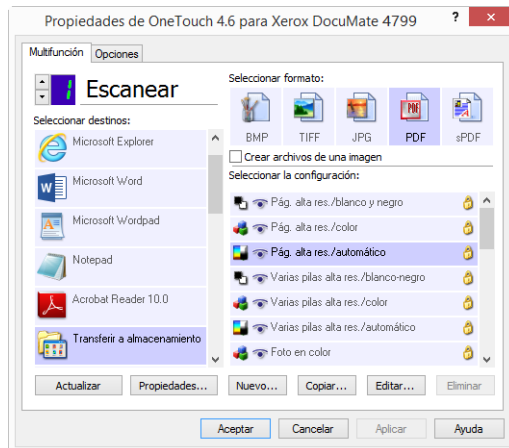 Propiedades de OneTouch 4.6 para Xerox DocuMate 4799
Multifunción
Opciones
1 Escanear
Seleccionar destinos:
Microsoft Explorer
Microsoft Word
Microsoft Wordpad
Notepad
Acrobat Reader 10.0
Transferir a almacenamiento
Actualizar
Propiedades...
Seleccionar formato:
BMP
TIFF
JPG
PDF
sPDF
Crear archivos de una imagen
Seleccionar la configuración:
Pág. alta res./blanco y negro
Pág. alta res./color
Pág. alta res./automático
Varias pilas alta res./blanco-negro
Varias pilas alta res./color
Varias pilas alta res./automático
Foto en color
Nuevo...
Copiar...
Editar...
Eliminar
Aceptar
Cancelar
Aplicar
Ayuda